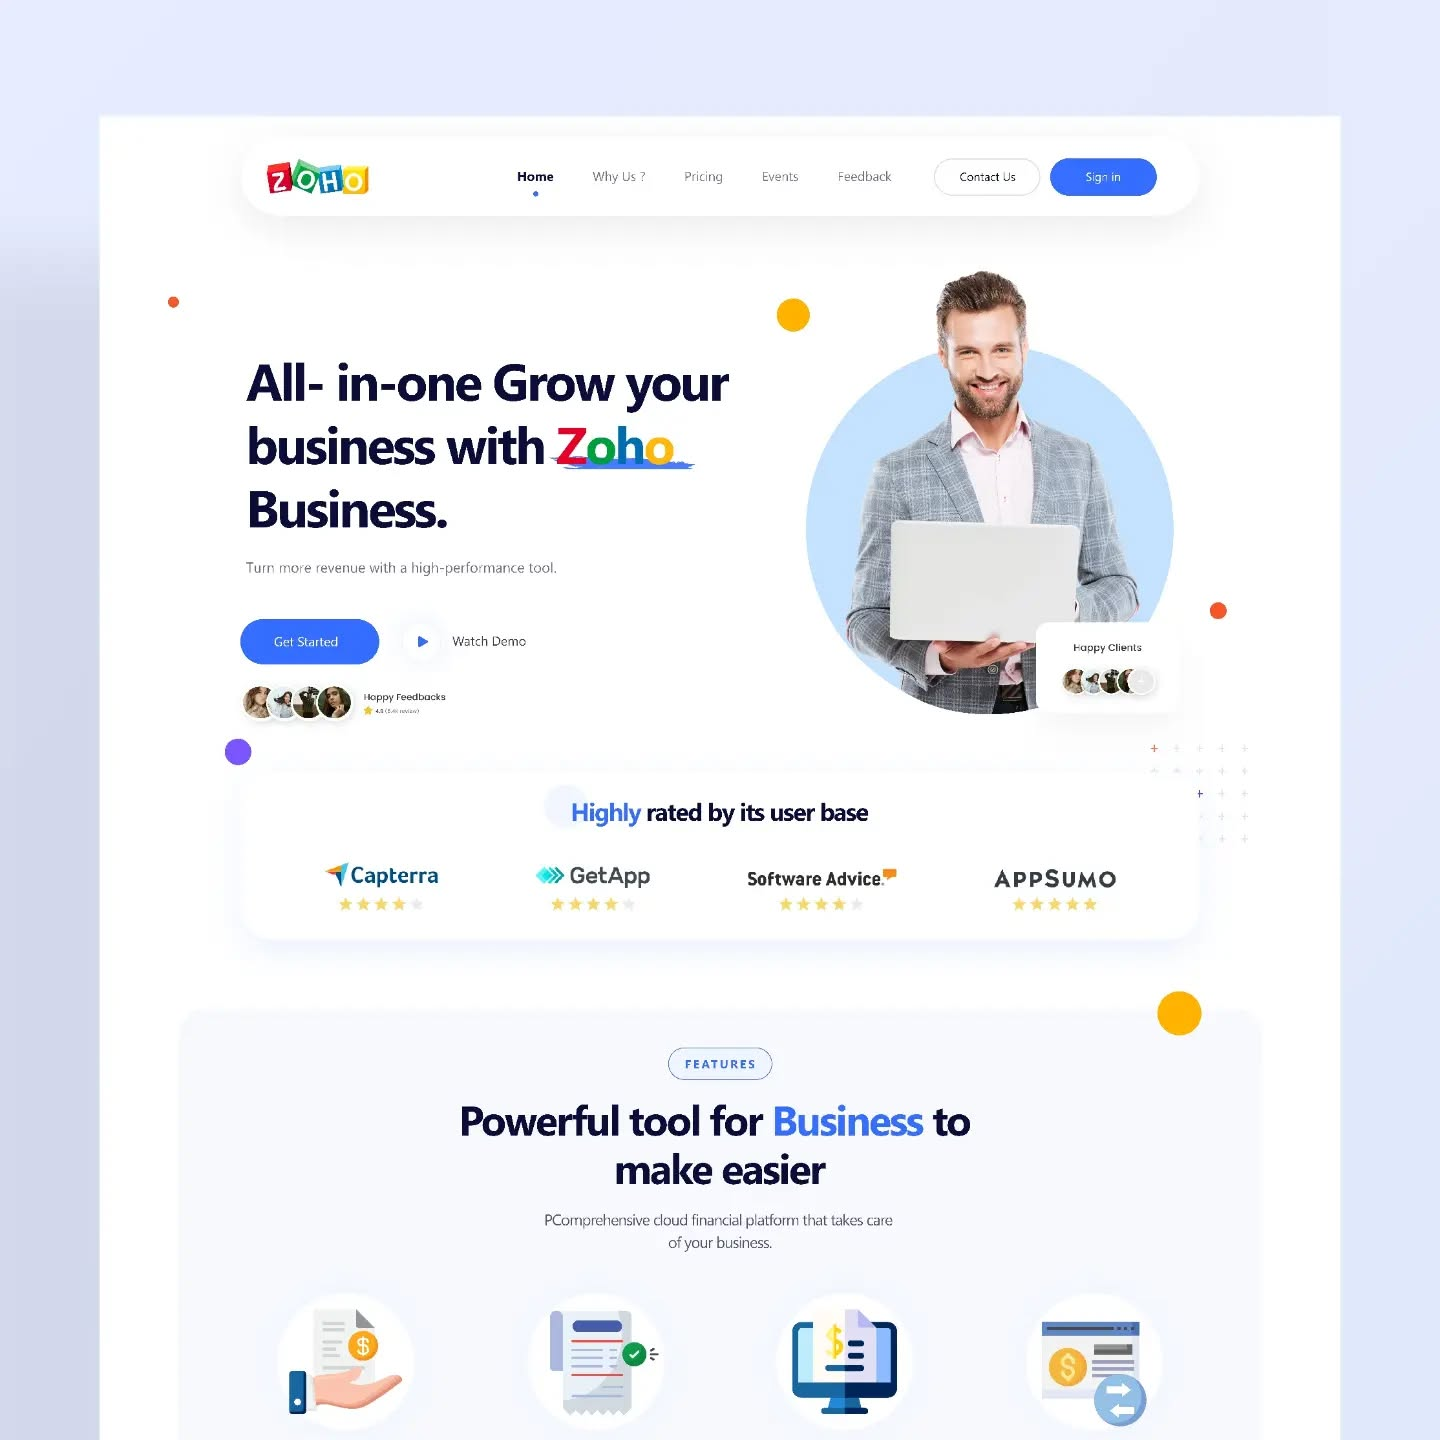 ZOHO
Home
Why Us ?
Pricing
Events
Feedback
Contact Us
Sign in
All- in-one Grow your
business with Zoho
Business.
Turn more revenue with a high-performance tool.
Get Started
Watch Demo
Happy Feedbacks
Happy Clients
Highly rated by its user base
Capterra
GetApp
Software Advice.
APPSUMO
FEATURES
Powerful tool for Business to
make easier
PComprehensive cloud financial platform that takes care
of your business.